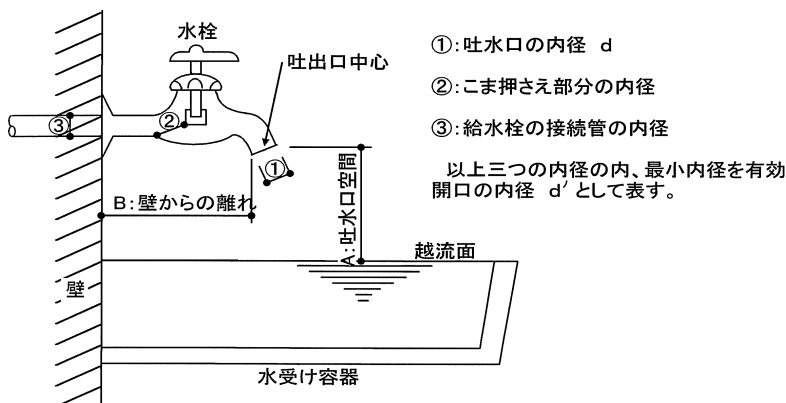 水栓
吐出口中心
③
②
①
B：壁からの離れ
A：吐水口空間
越流面
壁
水受け容器
①：吐水口の内径　d
②：こま押さえ部分の内径
③：給水栓の接続管の内径
以上三つの内径の内、最小内径を有効
開口の内径　d′として表す。